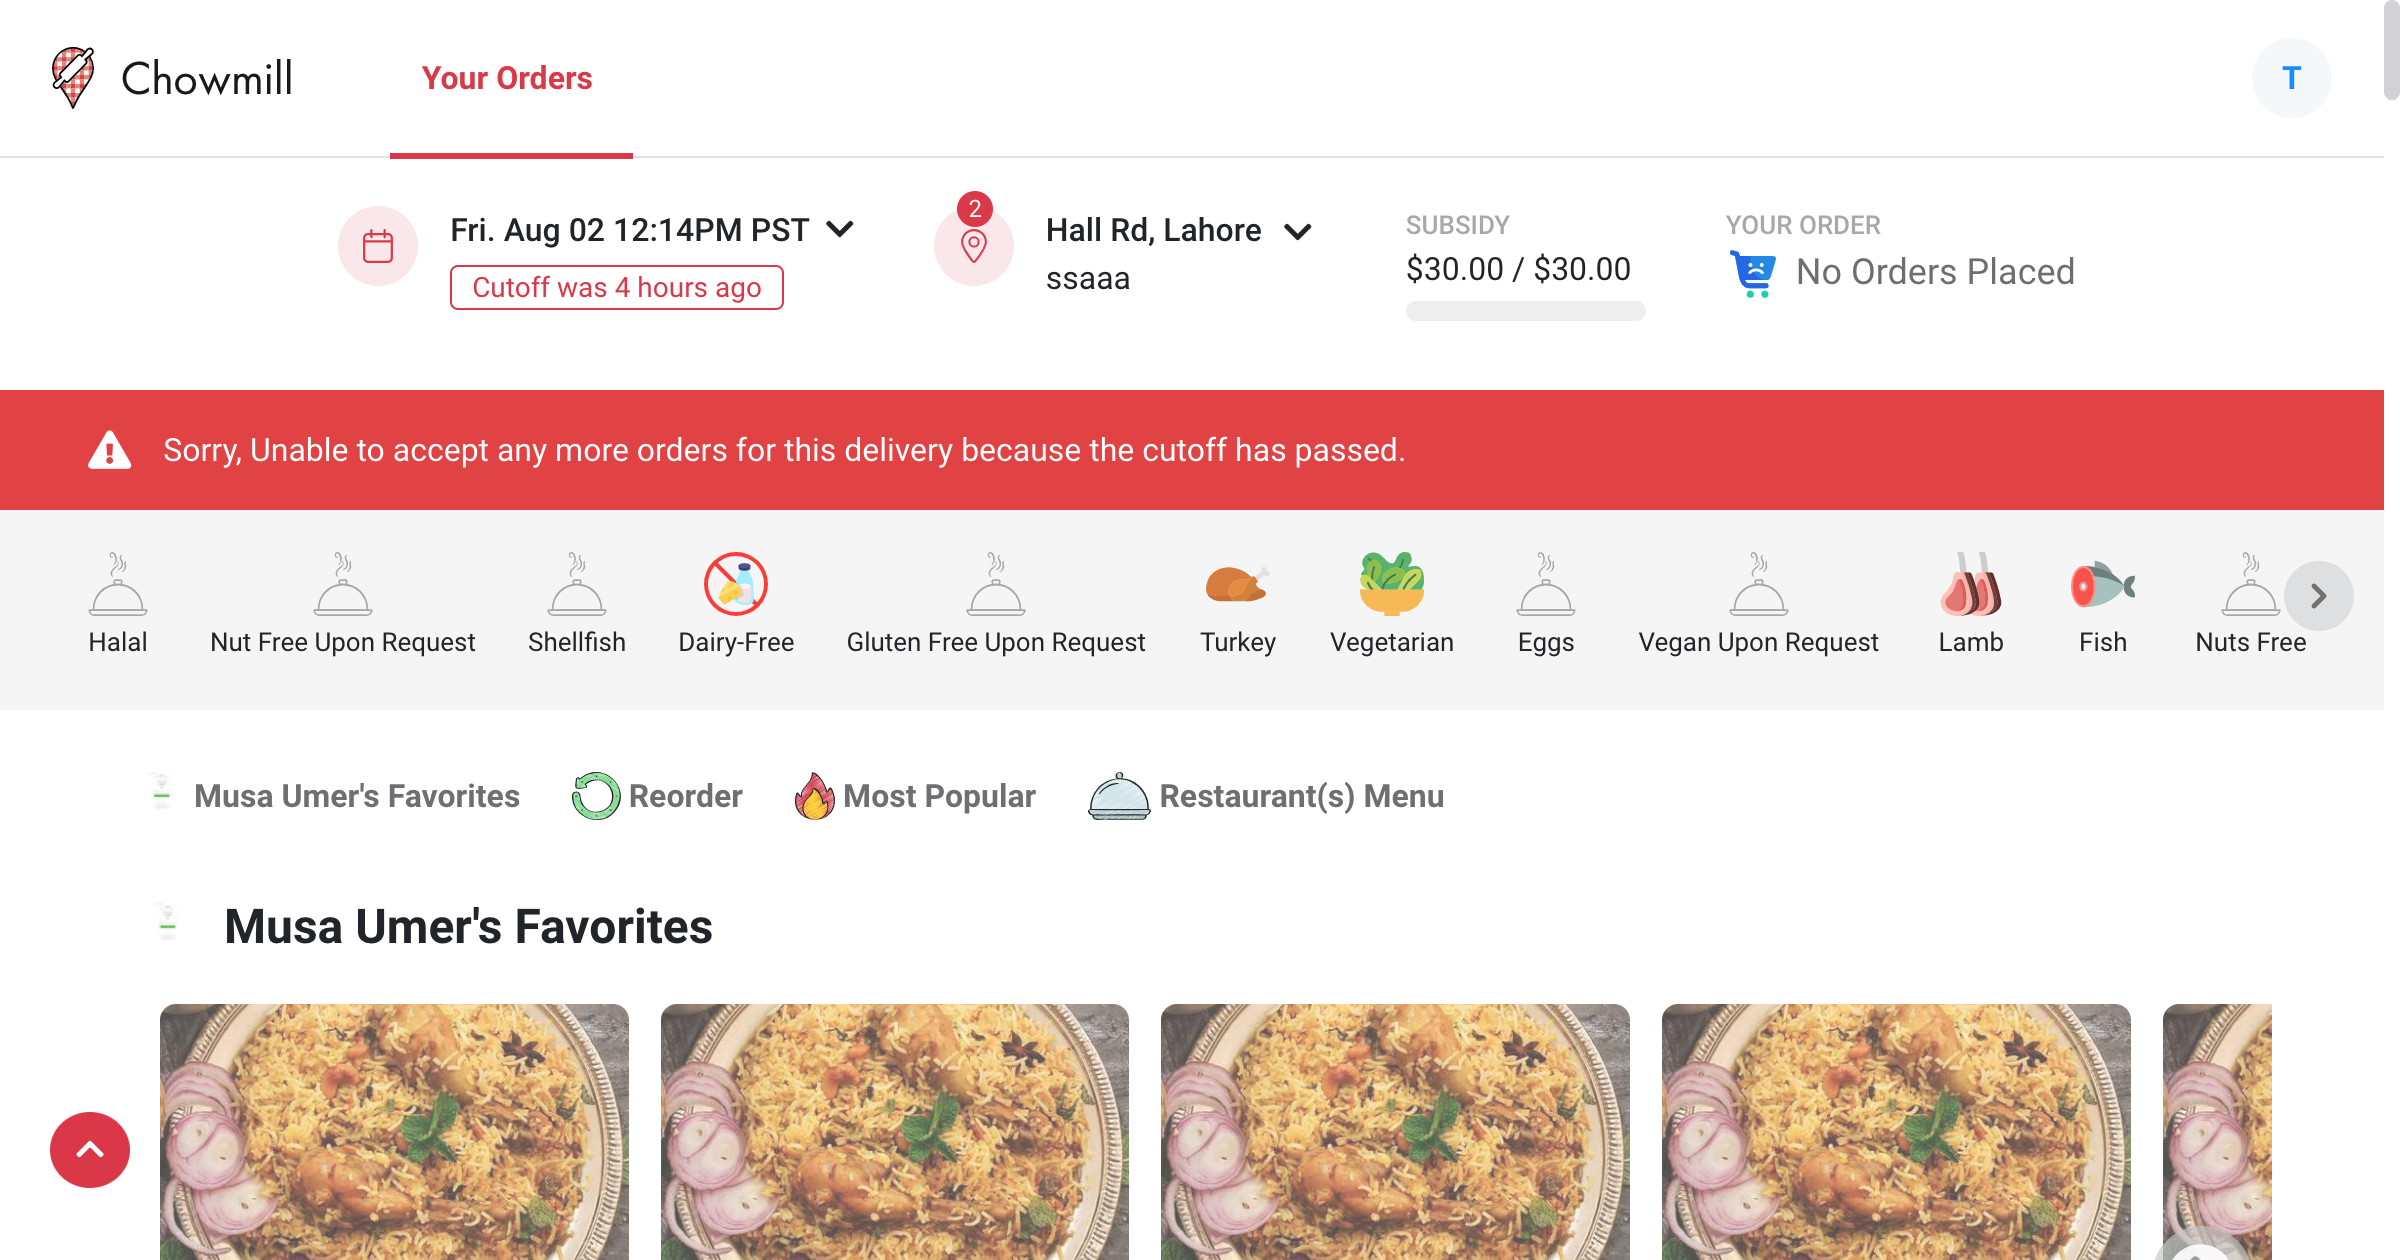 Chowmill
Your Orders
T
Fri. Aug 02 12:14PM PST
Cutoff was 4 hours ago
2
Hall Rd, Lahore
ssaaa
SUBSIDY
$30.00 / $30.00
YOUR ORDER
No Orders Placed
Sorry, Unable to accept any more orders for this delivery because the cutoff has passed.
Halal
Nut Free Upon Request
Shellfish
Dairy-Free
Gluten Free Upon Request
Turkey
Vegetarian
Eggs
Vegan Upon Request
Lamb
Fish
Nuts Free
Musa Umer's Favorites
Reorder
Most Popular
Restaurant(s) Menu
Musa Umer's Favorites